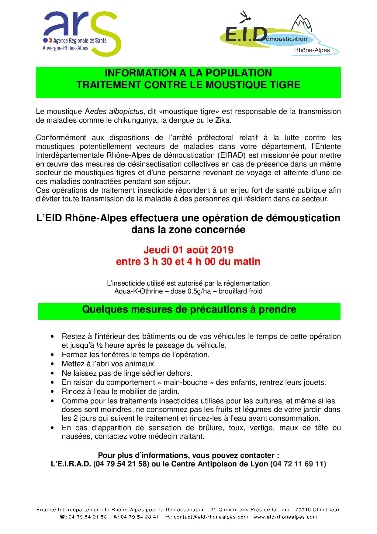 ars
Agence Régionale de Santé
Auvergne-Rhône-Alpes
E.I.D
émoustication
Rhône-Alpes
INFORMATION A LA POPULATION
TRAITEMENT CONTRE LE MOUSTIQUE TIGRE
Le moustique Aedes albopictus, dit «moustique tigre» est responsable de la transmission
de maladies comme le chikungunya, la dengue ou le Zika.
Conformément aux dispositions de l'arrêté préfectoral relatif à la lutte contre les
moustiques potentiellement vecteurs de maladies dans votre département, l'Entente
Interdépartementale Rhône-Alpes de démoustication (EIRAD) est missionnée pour mettre
en œuvre des mesures de désinsectisation collectives en cas de présence dans un même
secteur de moustiques tigres et d'une personne revenant de voyage et atteinte d'une de
ces maladies contractées pendant son séjour.
Ces opérations de traitement insecticide répondent à un enjeu fort de santé publique afin
d'éviter toute transmission de la maladie à des personnes qui résident dans ce secteur.
L'EID Rhône-Alpes effectuera une opération de démoustication
dans la zone concernée
Jeudi 01 août 2019
entre 3 h 30 et 4 h 00 du matin
L'insecticide utilisé est autorisé par la réglementation
Aqua-K-Othrine – dose 0.5g/ha – brouillard froid
Quelques mesures de précautions à prendre
• Restez à l'intérieur des bâtiments ou de vos véhicules le temps de cette opération
et jusqu'à ½ heure après le passage du véhicule.
• Fermez les fenêtres le temps de l'opération.
• Mettez à l'abri vos animaux.
• Ne laissez pas de linge sécher dehors.
• En raison du comportement « main-bouche » des enfants, rentrez leurs jouets.
• Rincez à l'eau le mobilier de jardin.
• Comme pour les traitements insecticides utilisés pour les cultures, et même si les
doses sont moindres, ne consommez pas les fruits et légumes de votre jardin dans
les 2 jours qui suivent le traitement et rincez-les à l'eau avant consommation.
• En cas d'apparition de sensation de brûlure, toux, vertige, maux de tête ou
nausées, contactez votre médecin traitant.
Pour plus d'informations, vous pouvez contacter :
L'E.I.R.A.D. (04 79 54 21 58) ou le Centre Antipoison de Lyon (04 72 11 69 11)